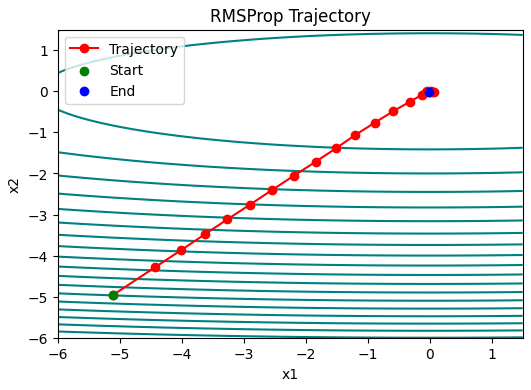 RMSProp Trajectory
Trajectory
Start
End
x2
1
0
−1
−2
−3
−4
−5
−6
−6 −5 −4 −3 −2 −1 0 1
x1